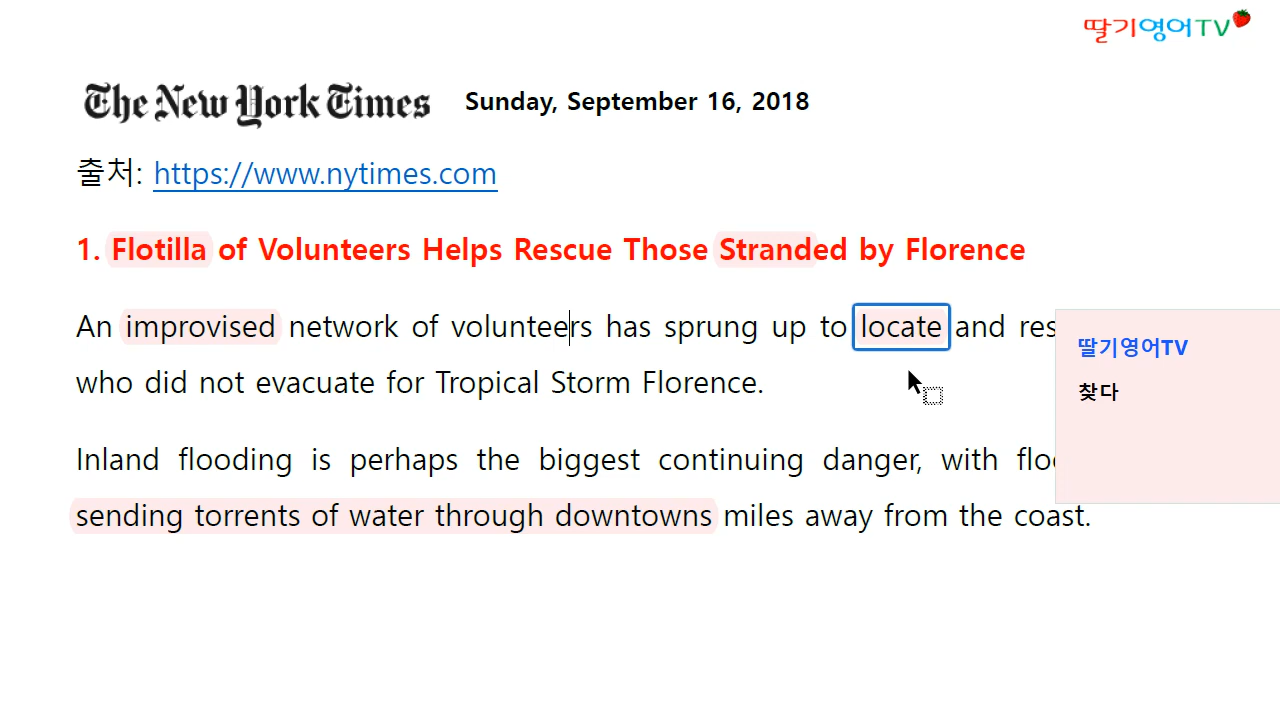 딸기영어TV
The New York Times Sunday, September 16, 2018
출처: https://www.nytimes.com
1. Flotilla of Volunteers Helps Rescue Those Stranded by Florence
An improvised network of volunteers has sprung up to locate and
딸기영어TV
who did not evacuate for Tropical Storm Florence.
찾다
Inland flooding is perhaps the biggest continuing danger, with
sending torrents of water through downtowns miles away from the coast.